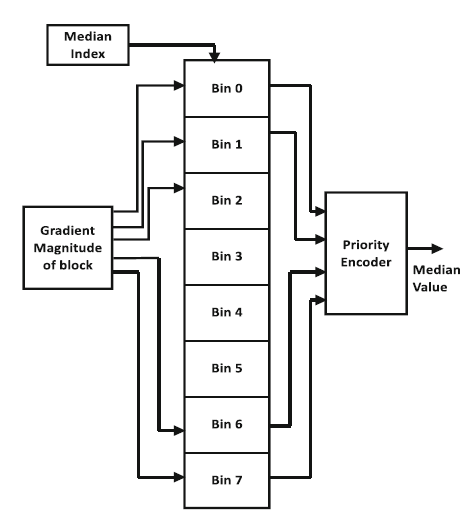 Median
Index
Bin 0
Bin 1
Bin 2
Bin 3
Bin 4
Bin 5
Bin 6
Bin 7
Gradient
Magnitude
of block
Priority
Encoder
Median
Value